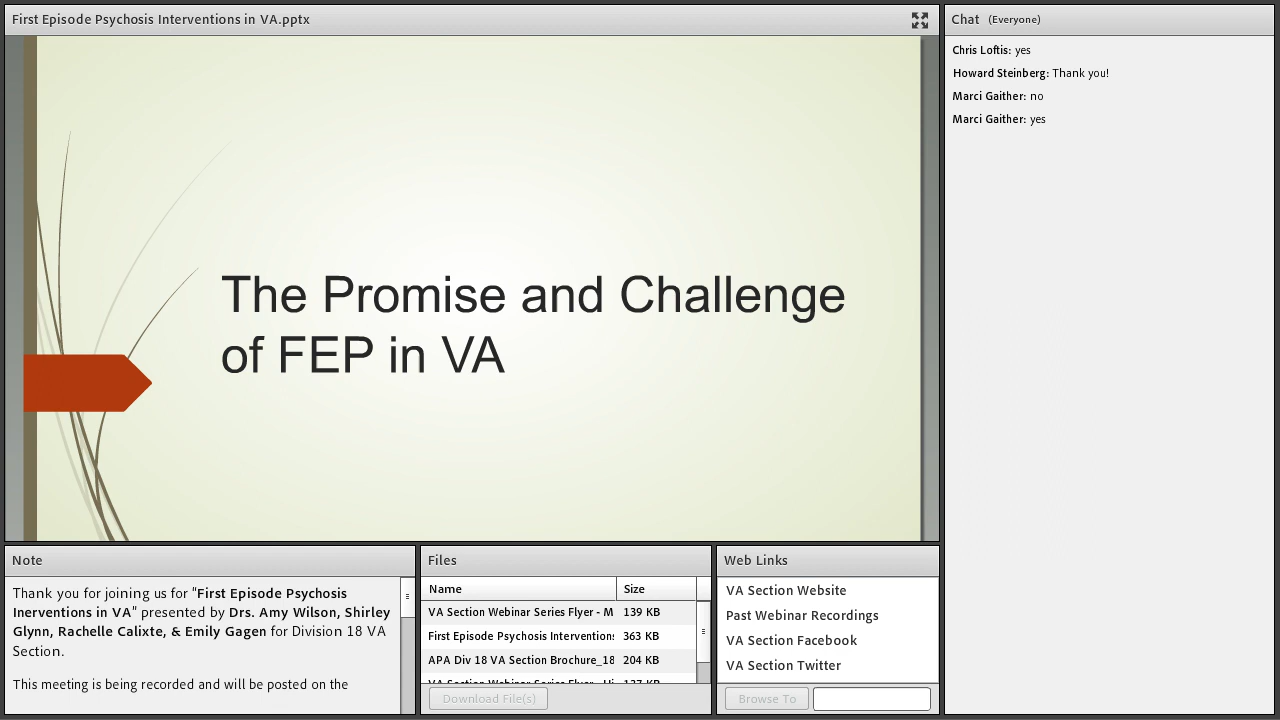 First Episode Psychosis Interventions in VA.pptx
The Promise and Challenge
of FEP in VA
Chat (Everyone)
Chris Loftis: yes
Howard Steinberg: Thank you!
Marci Gaither: no
Marci Gaither: yes
Note
Thank you for joining us for "First Episode Psychosis
Inerventions in VA" presented by Drs. Amy Wilson, Shirley
Glynn, Rachelle Calixte, & Emily Gagen for Division 18 VA
Section.
This meeting is being recorded and will be posted on the
Files
Name Size
VA Section Webinar Series Flyer - M 139 KB
First Episode Psychosis Interventions 363 KB
APA Div 18 VA Section Brochure_18 204 KB
VA Section Webinar Series Flyer - Hi 137 KB
Download File(s)
Web Links
VA Section Website
Past Webinar Recordings
VA Section Facebook
VA Section Twitter
Browse To